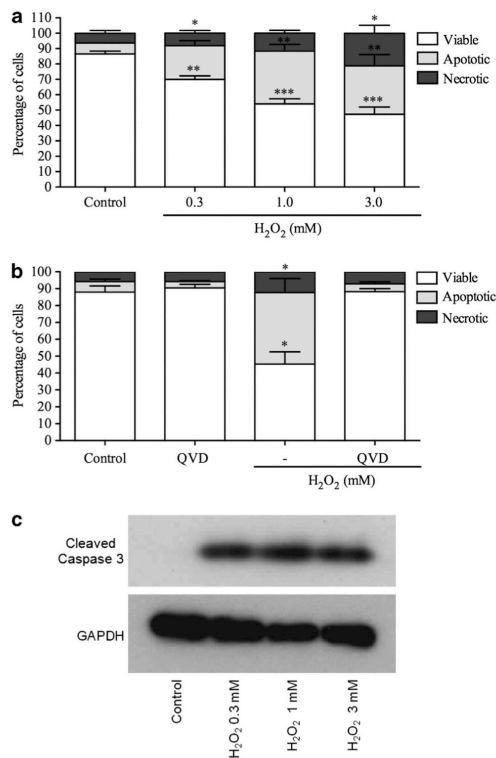 a
Percentage of cells
110
100
90
80
70
60
50
40
30
20
10
0
*
**
**
***
*
**
***
Viable
Apototic
Necrotic
Control
0.3
1.0
3.0
H₂O₂ (mM)
b
Percentage of cells
100
90
80
70
60
50
40
30
20
10
0
*
*
Viable
Apoptotic
Necrotic
Control
QVD
-
QVD
H₂O₂ (mM)
c
Cleaved
Caspase 3
GAPDH
Control
H₂O₂ 0.3 mM
H₂O₂ 1 mM
H₂O₂ 3 mM